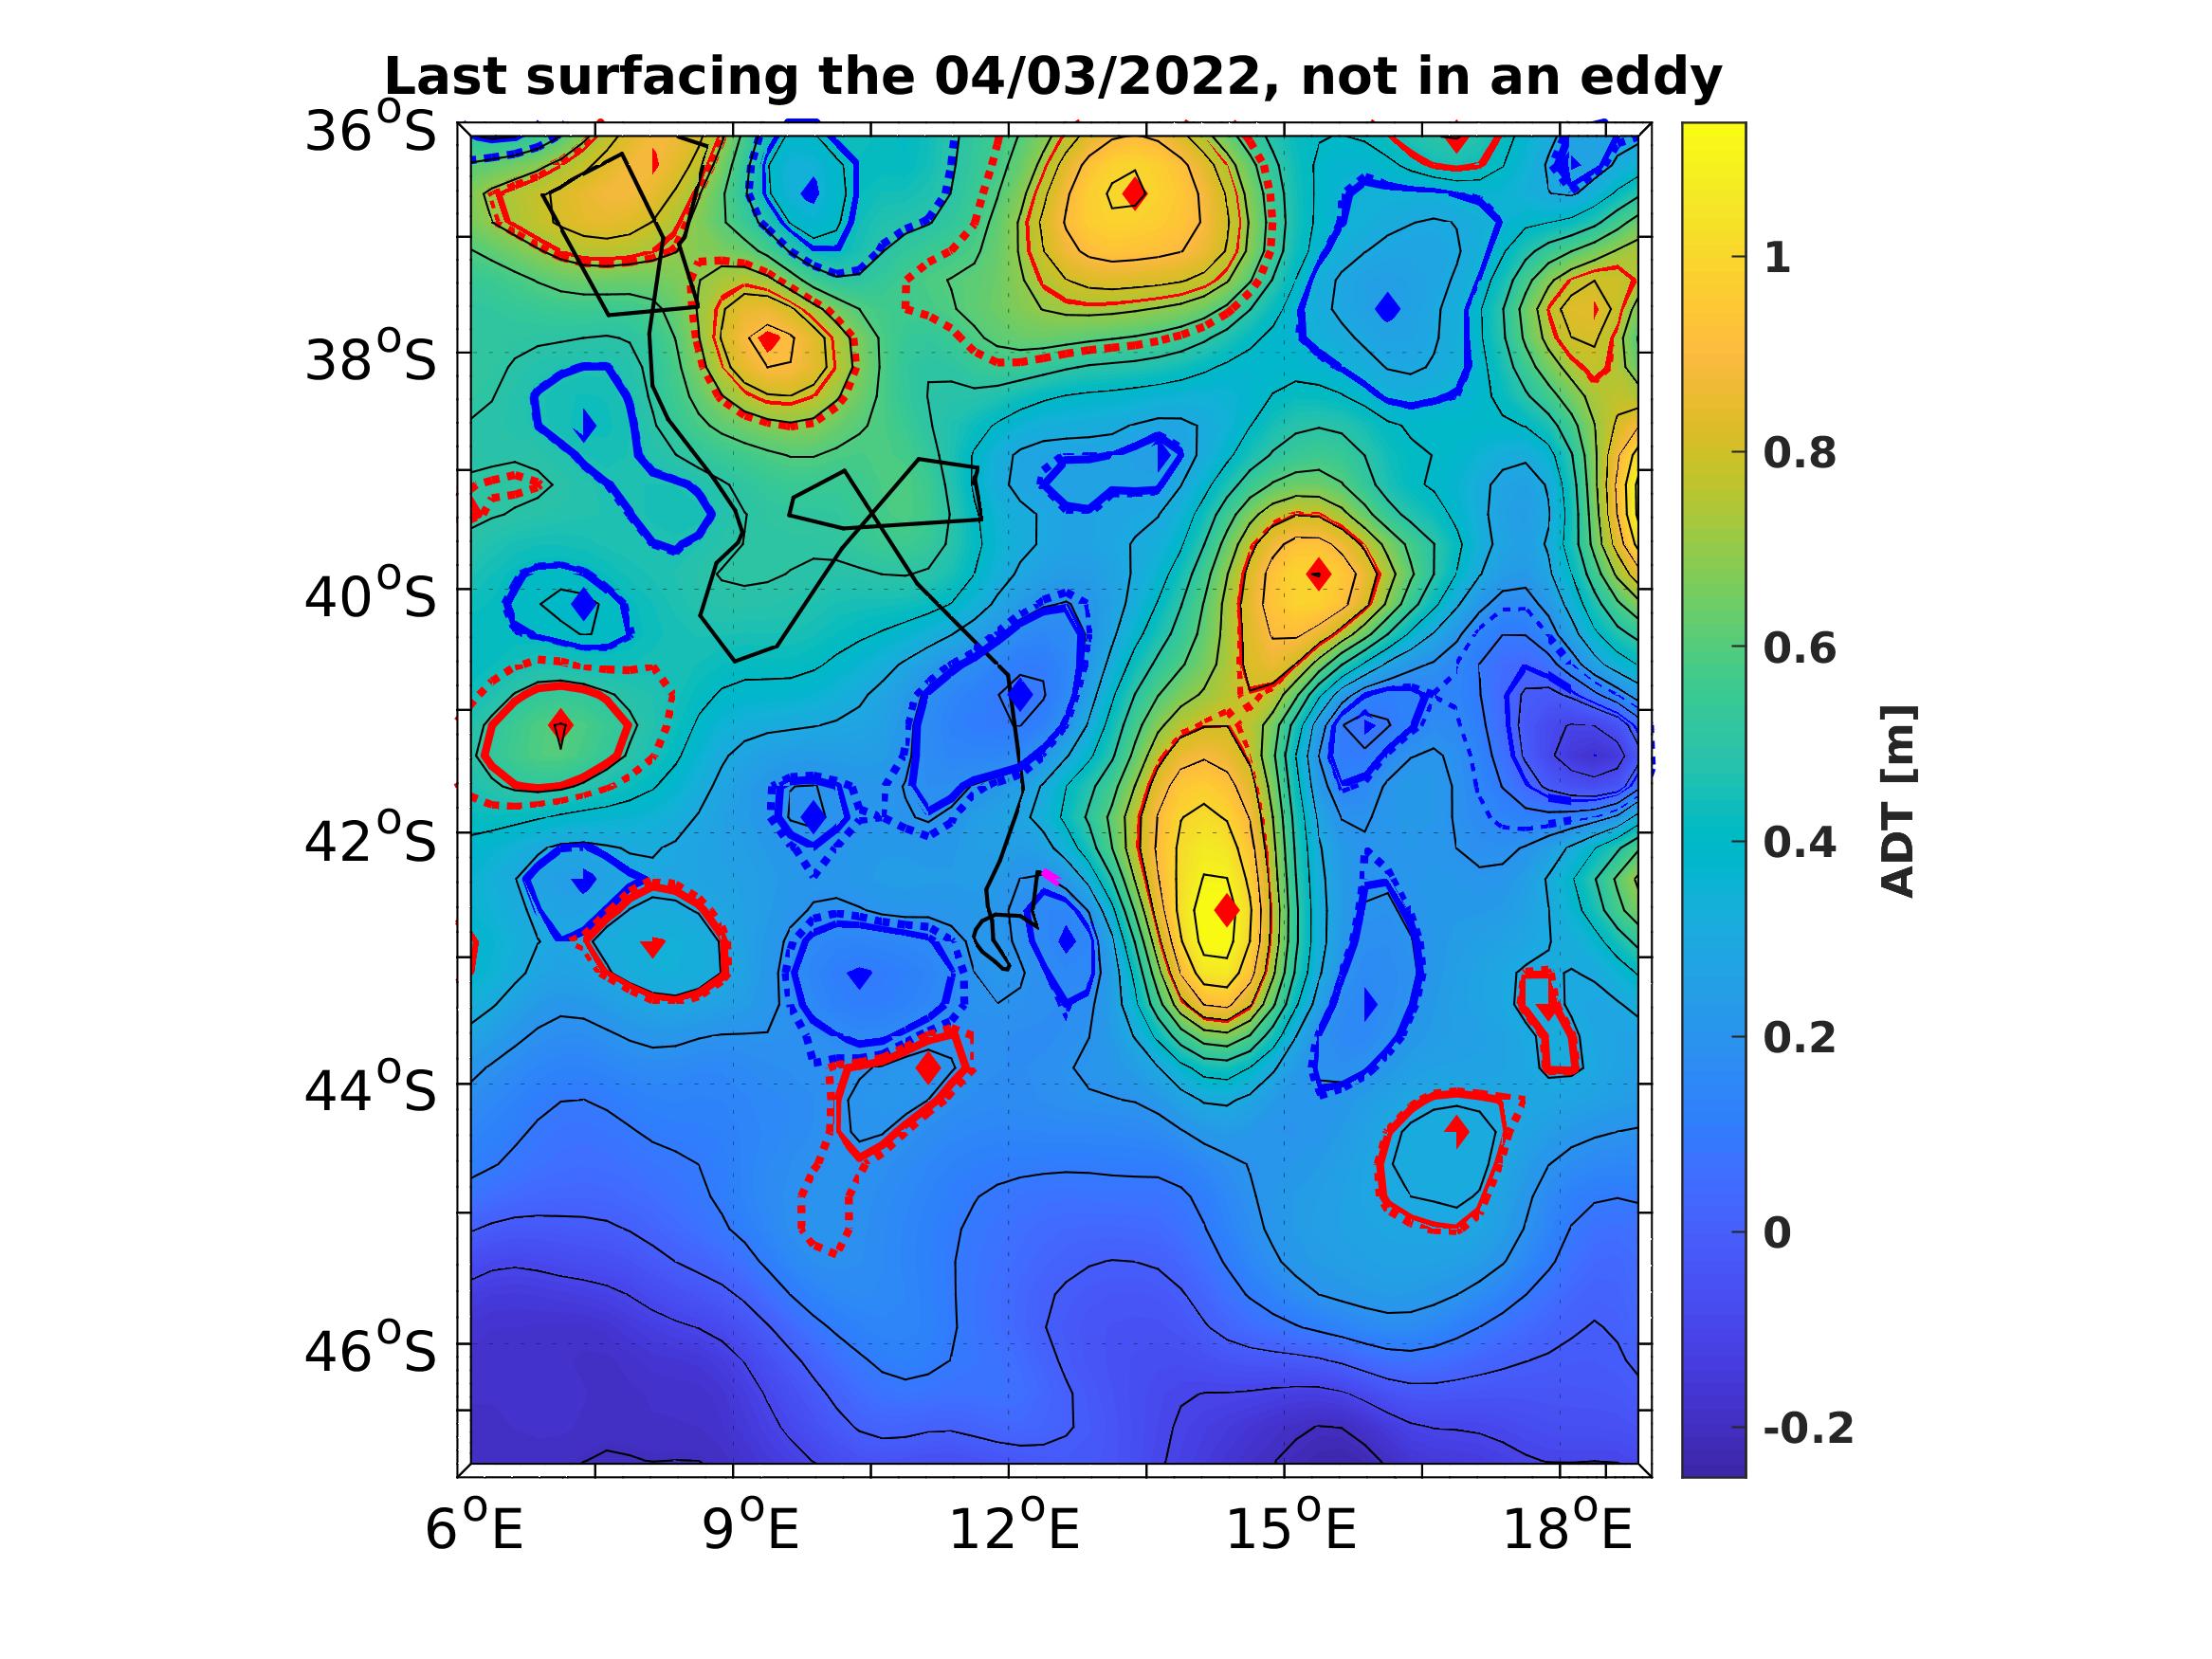 Last surfacing the 04/03/2022, not in an eddy
36°S
38°S
40°S
42°S
44°S
46°S
6°E
9°E
12°E
15°E
18°E
1
0.8
0.6
0.4
0.2
0
-0.2
ADT [m]